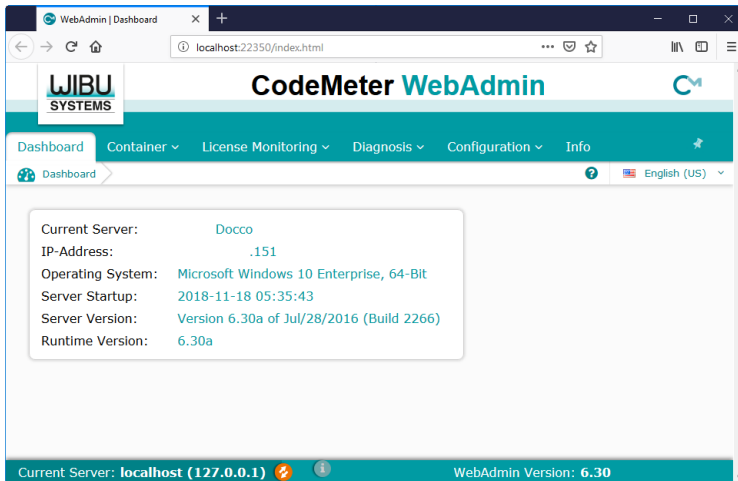 WebAdmin | Dashboard
localhost:22350/index.html
WIBU
SYSTEMS
CodeMeter WebAdmin
Dashboard Container License Monitoring Diagnosis Configuration Info
Dashboard
English (US)
Current Server: Docco
IP-Address: .151
Operating System: Microsoft Windows 10 Enterprise, 64-Bit
Server Startup: 2018-11-18 05:35:43
Server Version: Version 6.30a of Jul/28/2016 (Build 2266)
Runtime Version: 6.30a
Current Server: localhost (127.0.0.1) WebAdmin Version: 6.30